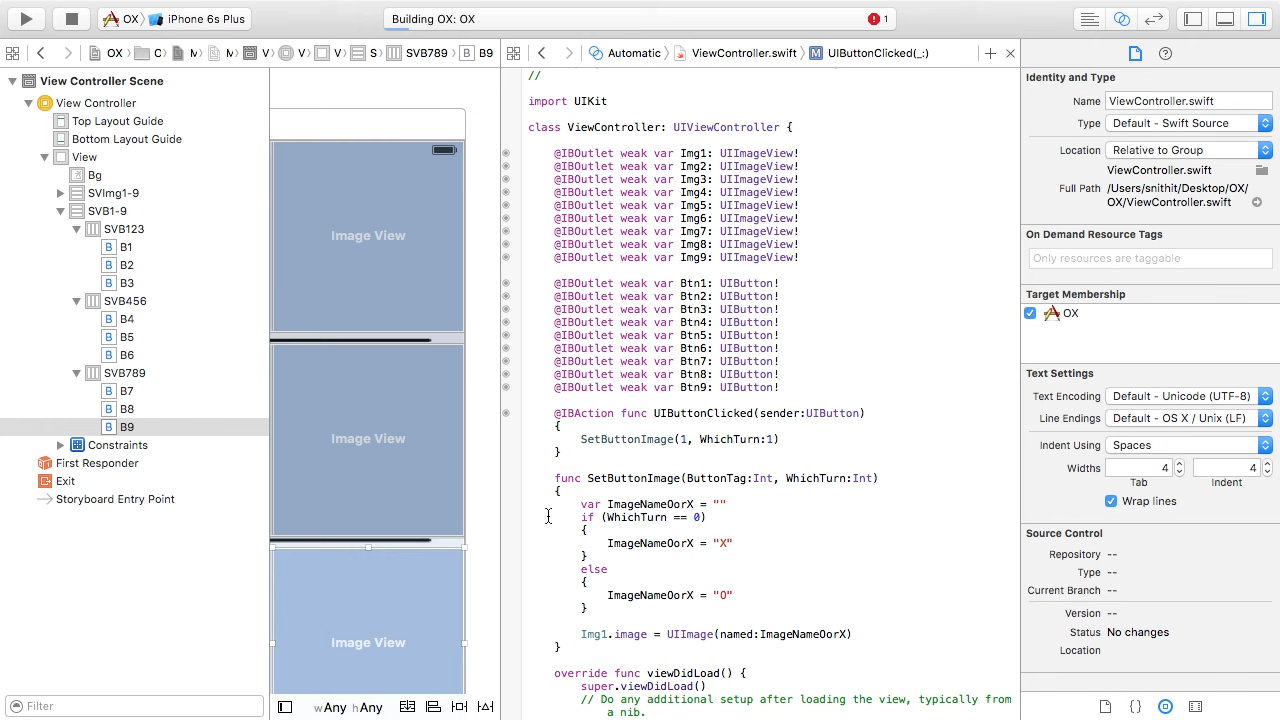 OX
iPhone 6s Plus
Building OX: OX
1
OX
V
SVB789
B B9
Automatic
ViewController.swift
M UIButtonClicked(_:)
View Controller Scene
View Controller
Top Layout Guide
Bottom Layout Guide
View
Bg
SVImg1-9
SVB1-9
SVB123
B B1
B B2
B B3
SVB456
B B4
B B5
B B6
SVB789
B B7
B B8
B B9
Constraints
First Responder
Exit
Storyboard Entry Point
Filter
Image View
Image View
Image View
wAny hAny
//
import UIKit
class ViewController: UIViewController {
@IBOutlet weak var Img1: UIImageView!
@IBOutlet weak var Img2: UIImageView!
@IBOutlet weak var Img3: UIImageView!
@IBOutlet weak var Img4: UIImageView!
@IBOutlet weak var Img5: UIImageView!
@IBOutlet weak var Img6: UIImageView!
@IBOutlet weak var Img7: UIImageView!
@IBOutlet weak var Img8: UIImageView!
@IBOutlet weak var Img9: UIImageView!
@IBOutlet weak var Btn1: UIButton!
@IBOutlet weak var Btn2: UIButton!
@IBOutlet weak var Btn3: UIButton!
@IBOutlet weak var Btn4: UIButton!
@IBOutlet weak var Btn5: UIButton!
@IBOutlet weak var Btn6: UIButton!
@IBOutlet weak var Btn7: UIButton!
@IBOutlet weak var Btn8: UIButton!
@IBOutlet weak var Btn9: UIButton!
@IBAction func UIButtonClicked(sender:UIButton)
{
SetButtonImage(1, WhichTurn:1)
}
func SetButtonImage(ButtonTag:Int, WhichTurn:Int)
{
var ImageNameOorX = ""
if (WhichTurn == 0)
{
ImageNameOorX = "X"
}
else
{
ImageNameOorX = "O"
}
Img1.image = UIImage(named:ImageNameOorX)
}
override func viewDidLoad() {
super.viewDidLoad()
// Do any additional setup after loading the view, typically from
a nib.
Identity and Type
Name ViewController.swift
Type Default - Swift Source
Location Relative to Group
ViewController.swift
Full Path /Users/snithit/Desktop/OX/
OX/ViewController.swift
On Demand Resource Tags
Only resources are taggable
Target Membership
OX
Text Settings
Text Encoding Default - Unicode (UTF-8)
Line Endings Default - OS X / Unix (LF)
Indent Using Spaces
Widths 4 4
Tab Indent
Wrap lines
Source Control
Repository --
Type --
Current Branch --
Version --
Status No changes
Location